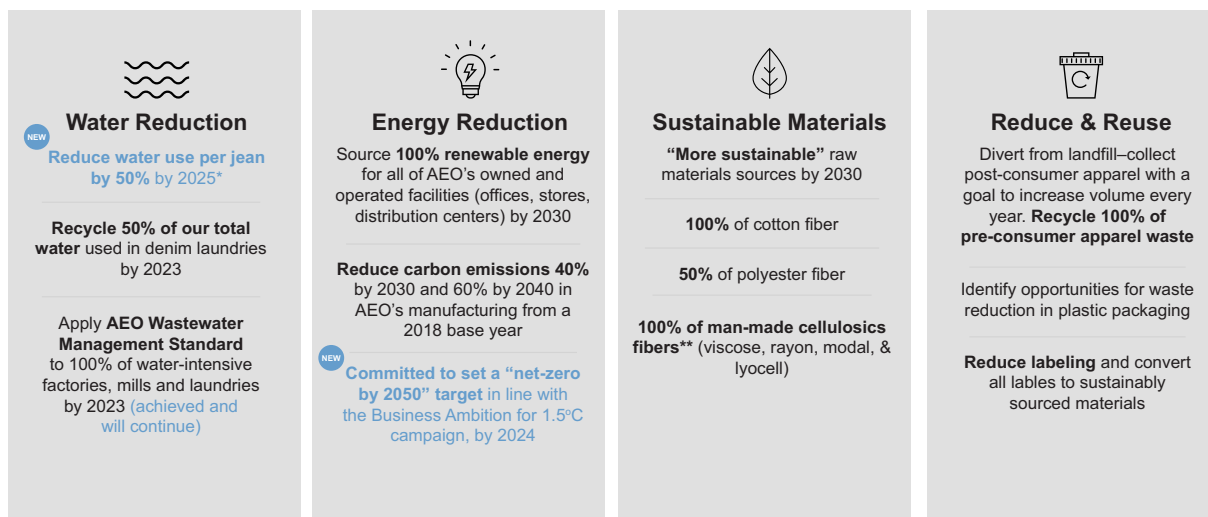 Water Reduction
NEW
Reduce water use per jean
by 50% by 2025*
Recycle 50% of our total
water used in denim laundries
by 2023
Apply AEO Wastewater
Management Standard
to 100% of water-intensive
factories, mills and laundries
by 2023 (achieved and
will continue)
Energy Reduction
Source 100% renewable energy
for all of AEO’s owned and
operated facilities (offices, stores,
distribution centers) by 2030
Reduce carbon emissions 40%
by 2030 and 60% by 2040 in
AEO’s manufacturing from a
2018 base year
NEW
Committed to set a “net-zero
by 2050” target in line with
the Business Ambition for 1.5ºC
campaign, by 2024
Sustainable Materials
“More sustainable” raw
materials sources by 2030
100% of cotton fiber
50% of polyester fiber
100% of man-made cellulosics
fibers** (viscose, rayon, modal, &
lyocell)
Reduce & Reuse
Divert from landfill–collect
post-consumer apparel with a
goal to increase volume every
year. Recycle 100% of
pre-consumer apparel waste
Identify opportunities for waste
reduction in plastic packaging
Reduce labeling and convert
all lables to sustainably
sourced materials